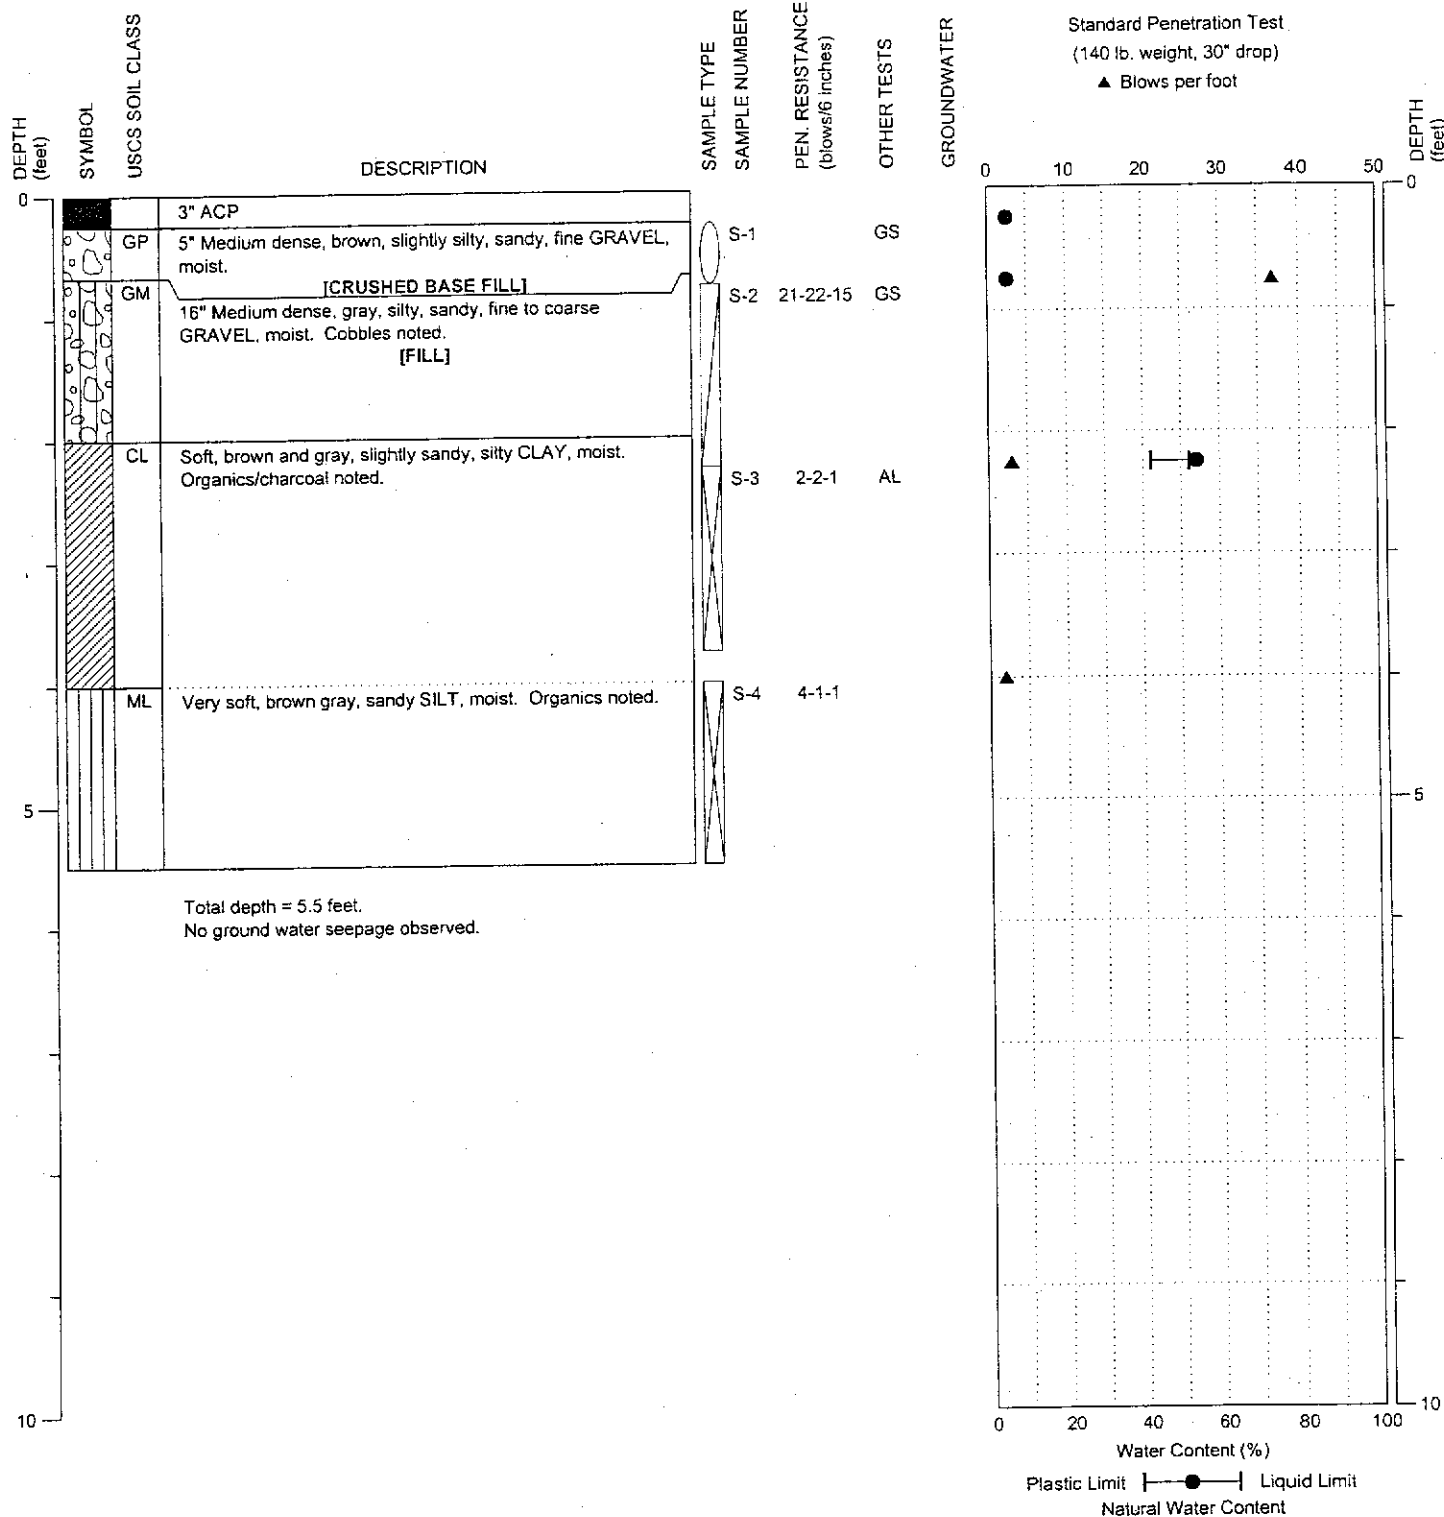 DEPTH
(feet)
SYMBOL
USCS SOIL CLASS
DESCRIPTION
SAMPLE TYPE
SAMPLE NUMBER
PEN. RESISTANCE
(blows/6 inches)
OTHER TESTS
GROUNDWATER
Standard Penetration Test
(140 lb. weight, 30" drop)
▲ Blows per foot
DEPTH
(feet)
0 10 20 30 40 50
0
0
3" ACP
GP 5" Medium dense, brown, slightly silty, sandy, fine GRAVEL,
moist.
[CRUSHED BASE FILL]
S-1 GS
GM 16" Medium dense, gray, silty, sandy, fine to coarse
GRAVEL, moist. Cobbles noted.
[FILL]
S-2 21-22-15 GS
CL Soft, brown and gray, slightly sandy, silty CLAY, moist.
Organics/charcoal noted.
S-3 2-2-1 AL
ML Very soft, brown gray, sandy SILT, moist. Organics noted.
S-4 4-1-1
5
5
Total depth = 5.5 feet.
No ground water seepage observed.
10
10
0 20 40 60 80 100
Water Content (%)
Plastic Limit Liquid Limit
Natural Water Content